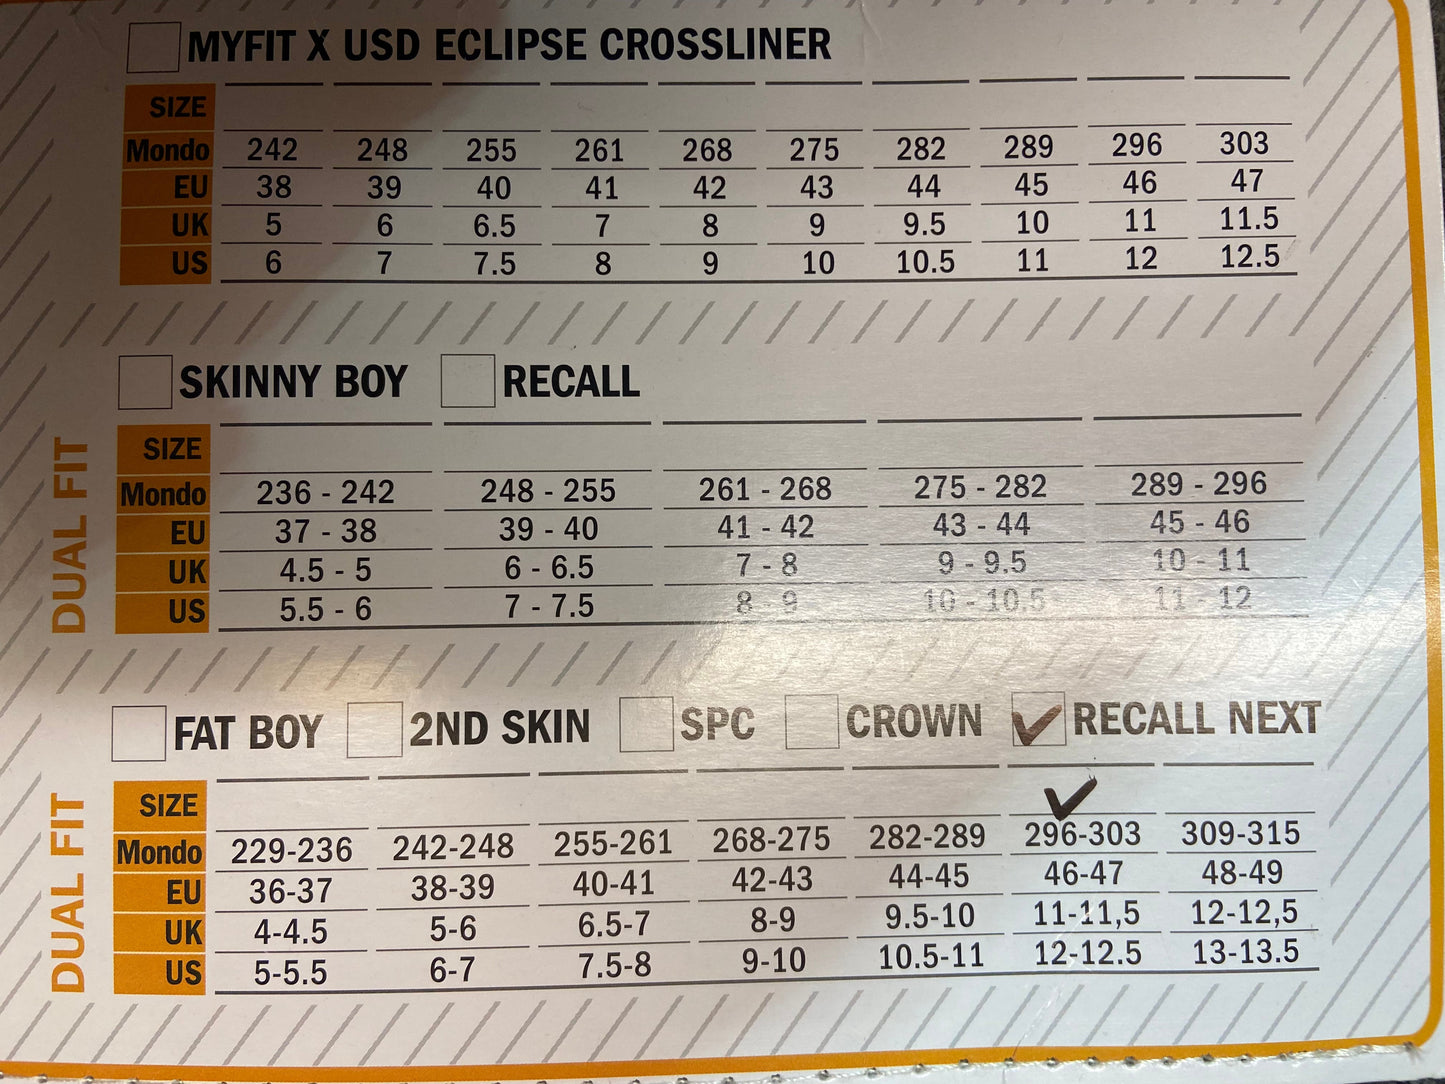 MYFIT X USD ECLIPSE CROSSLINER
SIZE
Mondo 242 248 255 261 268 275 282 289 296 303
EU 38 39 40 41 42 43 44 45 46 47
UK 5 6 6.5 7 8 9 9.5 10 11 11.5
US 6 7 7.5 8 9 10 10.5 11 12 12.5
SKINNY BOY RECALL
DUAL FIT
SIZE
Mondo 236 - 242 248 - 255 261 - 268 275 - 282 289 - 296
EU 37 - 38 39 - 40 41 - 42 43 - 44 45 - 46
UK 4.5 - 5 6 - 6.5 7 - 8 9 - 9.5 10 - 11
US 5.5 - 6 7 - 7.5 8 - 9 10 - 10.5 11 - 12
FAT BOY 2ND SKIN SPC CROWN RECALL NEXT
DUAL FIT
SIZE
Mondo 229-236 242-248 255-261 268-275 282-289 296-303 309-315
EU 36-37 38-39 40-41 42-43 44-45 46-47 48-49
UK 4-4.5 5-6 6.5-7 8-9 9.5-10 11-11,5 12-12,5
US 5-5.5 6-7 7.5-8 9-10 10.5-11 12-12.5 13-13.5